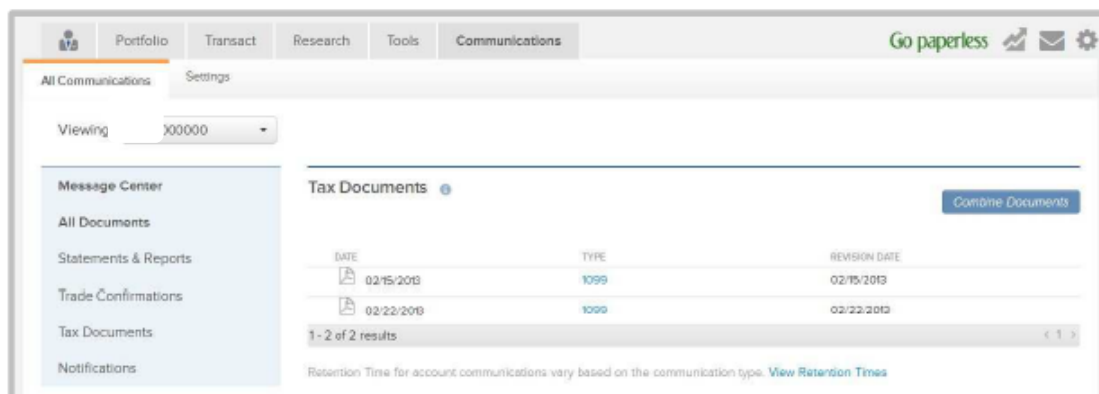 Portfolio Transact Research Tools Communications Go paperless
All Communications Settings
Viewing 000000
Message Center
All Documents
Statements & Reports
Trade Confirmations
Tax Documents
Notifications
Tax Documents
Combine Documents
DATE TYPE REVISION DATE
02/15/2013 1099 02/15/2013
02/22/2013 1099 02/22/2013
1 - 2 of 2 results < 1 >
Retention Time for account communications vary based on the communication type. View Retention Times